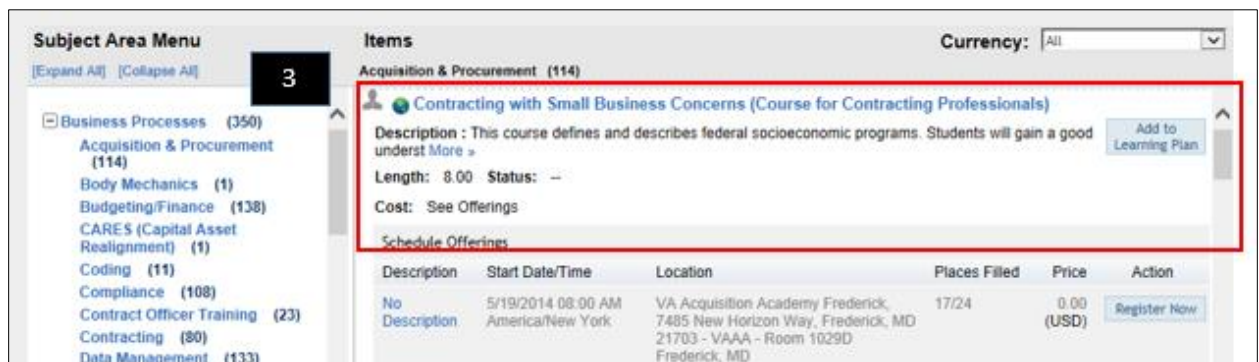 Subject Area Menu
[Expand All] [Collapse All]
3
Business Processes (350)
Acquisition & Procurement
(114)
Body Mechanics (1)
Budgeting/Finance (138)
CARES (Capital Asset
Realignment) (1)
Coding (11)
Compliance (108)
Contract Officer Training (23)
Contracting (80)
Data Management (133)
Items
Currency: All
Acquisition & Procurement (114)
Contracting with Small Business Concerns (Course for Contracting Professionals)
Description : This course defines and describes federal socioeconomic programs. Students will gain a good
underst More »
Add to
Learning Plan
Length: 8.00 Status: --
Cost: See Offerings
Schedule Offerings
Description Start Date/Time Location Places Filled Price Action
No 5/19/2014 08:00 AM VA Acquisition Academy Frederick, 17/24 0.00 Register Now
Description America/New York 7485 New Horizon Way, Frederick, MD (USD)
21703 - VAAA - Room 1029D
Frederick, MD